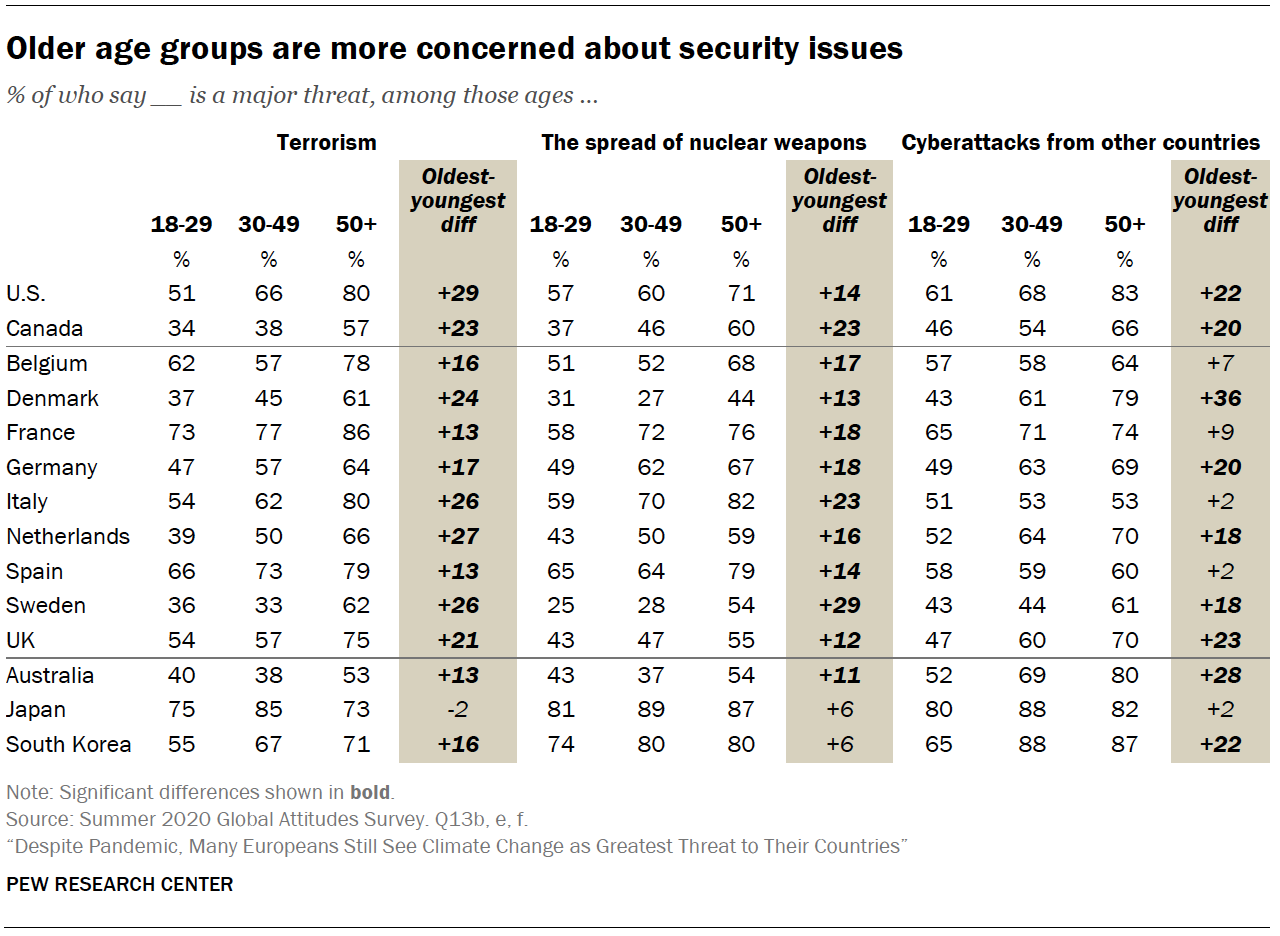 Older age groups are more concerned about security issues
% of who say __ is a major threat, among those ages ...
Terrorism The spread of nuclear weapons Cyberattacks from other countries
Oldest- Oldest- Oldest-
youngest youngest youngest
18-29 30-49 50+ diff 18-29 30-49 50+ diff 18-29 30-49 50+ diff
% % % % % % % % %
U.S. 51 66 80 +29 57 60 71 +14 61 68 83 +22
Canada 34 38 57 +23 37 46 60 +23 46 54 66 +20
Belgium 62 57 78 +16 51 52 68 +17 57 58 64 +7
Denmark 37 45 61 +24 31 27 44 +13 43 61 79 +36
France 73 77 86 +13 58 72 76 +18 65 71 74 +9
Germany 47 57 64 +17 49 62 67 +18 49 63 69 +20
Italy 54 62 80 +26 59 70 82 +23 51 53 53 +2
Netherlands 39 50 66 +27 43 50 59 +16 52 64 70 +18
Spain 66 73 79 +13 65 64 79 +14 58 59 60 +2
Sweden 36 33 62 +26 25 28 54 +29 43 44 61 +18
UK 54 57 75 +21 43 47 55 +12 47 60 70 +23
Australia 40 38 53 +13 43 37 54 +11 52 69 80 +28
Japan 75 85 73 -2 81 89 87 +6 80 88 82 +2
South Korea 55 67 71 +16 74 80 80 +6 65 88 87 +22
Note: Significant differences shown in bold.
Source: Summer 2020 Global Attitudes Survey. Q13b, e, f.
“Despite Pandemic, Many Europeans Still See Climate Change as Greatest Threat to Their Countries”
PEW RESEARCH CENTER